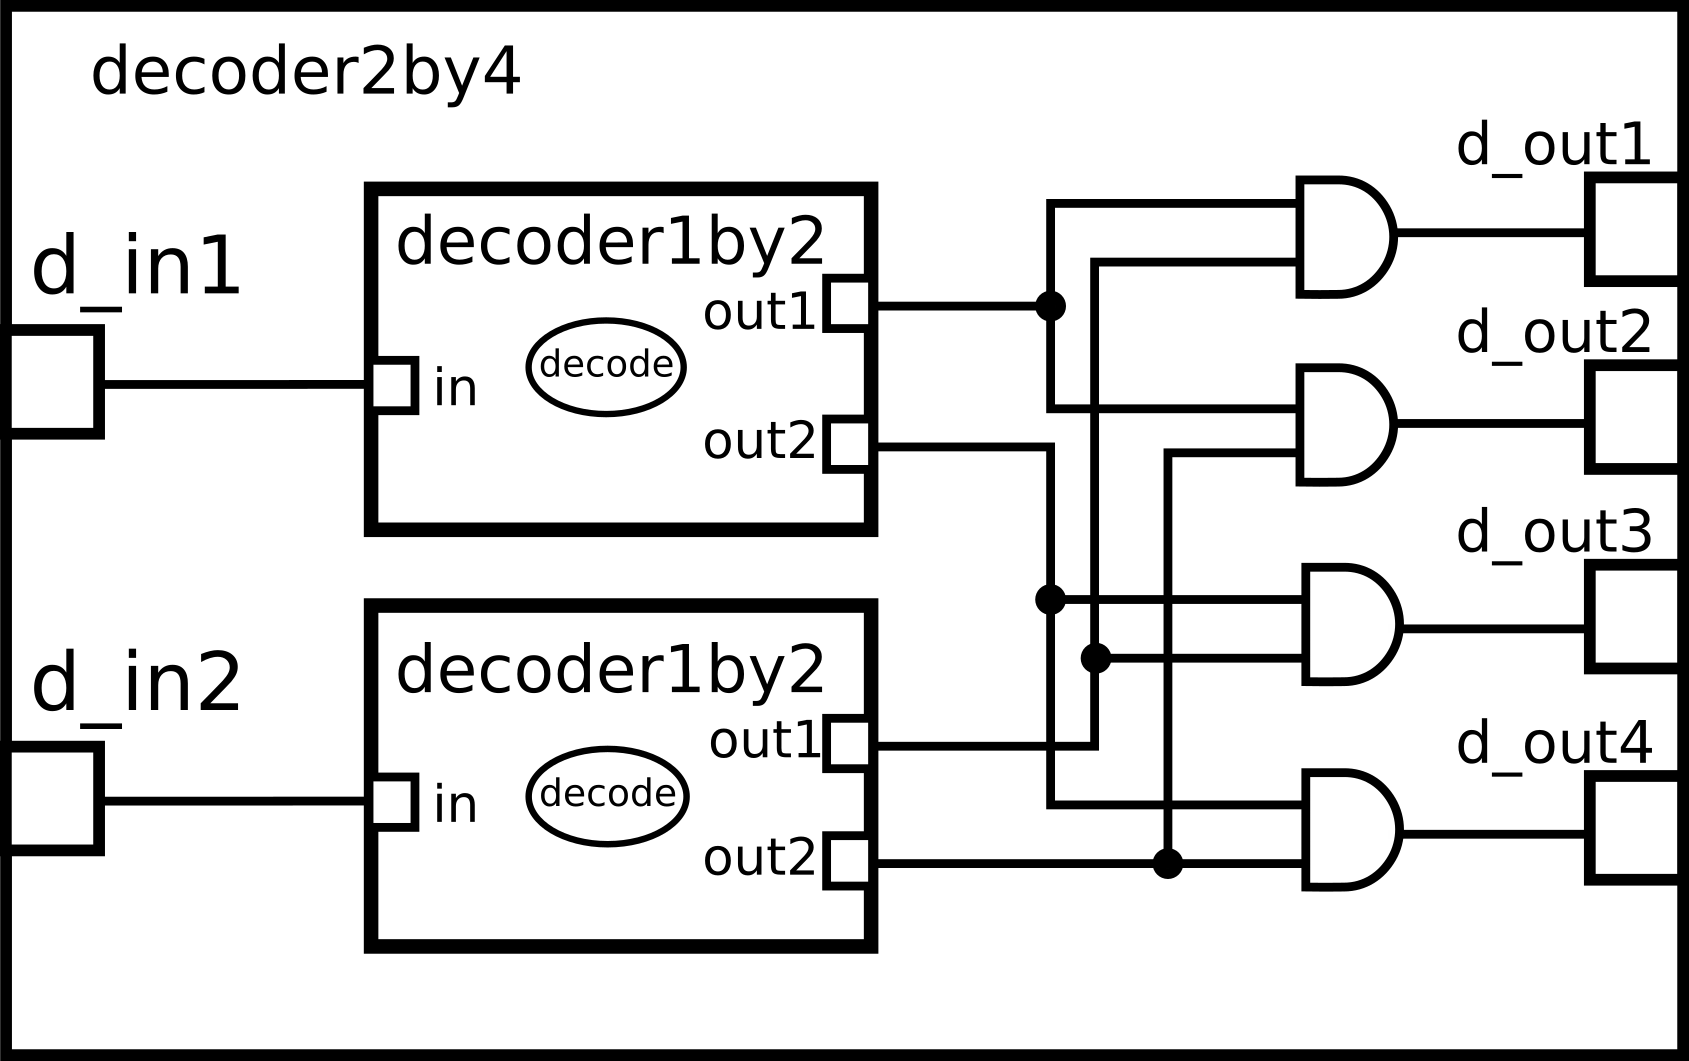 decoder2by4
d_in1
decoder1by2
out1
in
decode
out2
d_in2
decoder1by2
out1
in
decode
out2
d_out1
d_out2
d_out3
d_out4